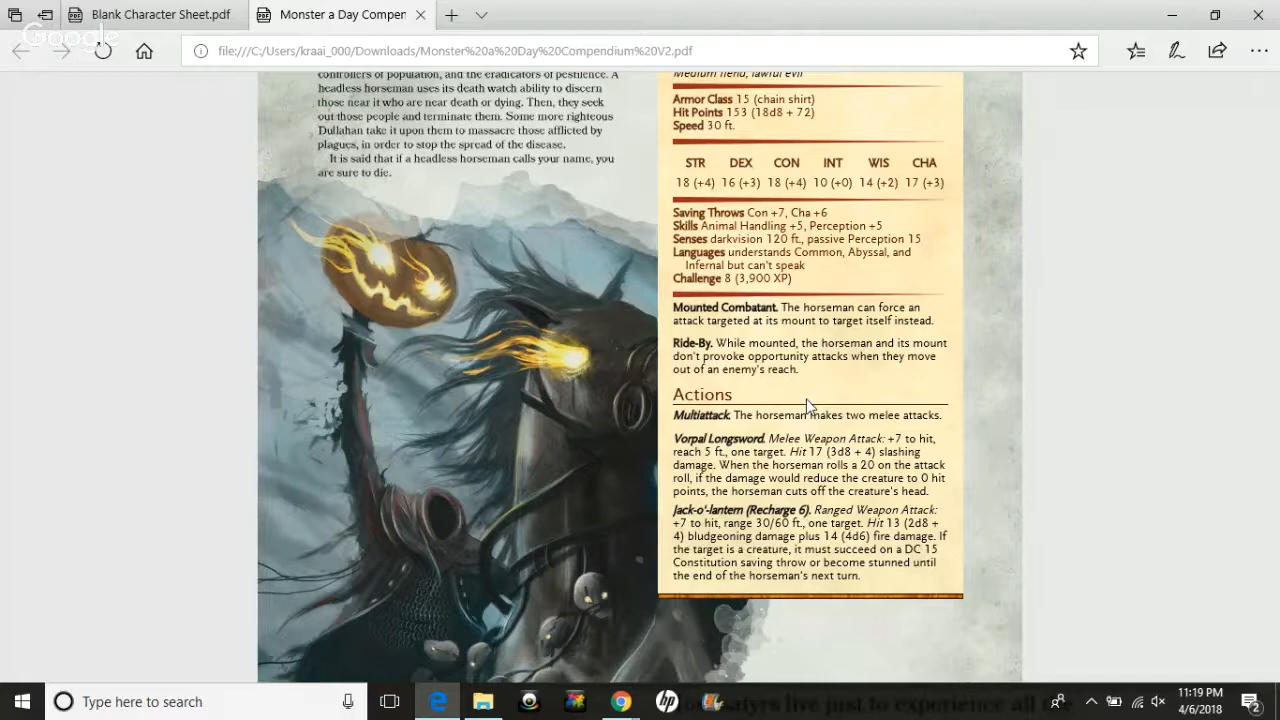 Blank Character Sheet.pdf
Monster a Day Compen
Google
file:///C:/Users/kraai_000/Downloads/Monster%20a%20Day%20Compendium%20V2.pdf
controllers of population, and the eradicators of pestilence. A
headless horseman uses its death watch ability to discern
those near it who are near death or dying. Then, they seek
out those people and terminate them. Some more righteous
Dullahan take it upon them to massacre those afflicted by
plagues, in order to stop the spread of the disease.
It is said that if a headless horseman calls your name, you
are sure to die.
Medium fiend, lawful evil
Armor Class 15 (chain shirt)
Hit Points 153 (18d8 + 72)
Speed 30 ft.
STR DEX CON INT WIS CHA
18 (+4) 16 (+3) 18 (+4) 10 (+0) 14 (+2) 17 (+3)
Saving Throws Con +7, Cha +6
Skills Animal Handling +5, Perception +5
Senses darkvision 120 ft., passive Perception 15
Languages understands Common, Abyssal, and
Infernal but can't speak
Challenge 8 (3,900 XP)
Mounted Combatant. The horseman can force an
attack targeted at its mount to target itself instead.
Ride-By. While mounted, the horseman and its mount
don't provoke opportunity attacks when they move
out of an enemy's reach.
Actions
Multiattack. The horseman makes two melee attacks.
Vorpal Longsword. Melee Weapon Attack: +7 to hit,
reach 5 ft., one target. Hit 17 (3d8 + 4) slashing
damage. When the horseman rolls a 20 on the attack
roll, if the damage would reduce the creature to 0 hit
points, the horseman cuts off the creature's head.
Jack-o'-lantern (Recharge 6). Ranged Weapon Attack:
+7 to hit, range 30/60 ft., one target. Hit 13 (2d8 +
4) bludgeoning damage plus 14 (4d6) fire damage. If
the target is a creature, it must succeed on a DC 15
Constitution saving throw or become stunned until
the end of the horseman's next turn.
Type here to search
hp
11:19 PM
4/6/2018
2